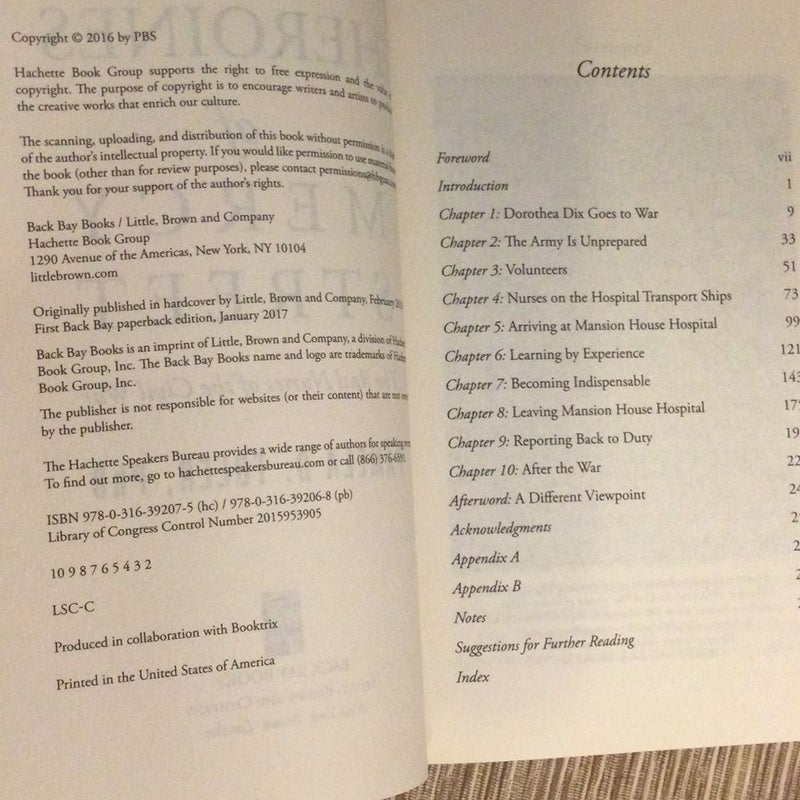 Copyright © 2016 by PBS
Hachette Book Group supports the right to free expression and the value of
copyright. The purpose of copyright is to encourage writers and artists to
the creative works that enrich our culture.
The scanning, uploading, and distribution of this book without permission is
of the author's intellectual property. If you would like permission to use
the book (other than for review purposes), please contact
Thank you for your support of the author's rights.
Back Bay Books / Little, Brown and Company
Hachette Book Group
1290 Avenue of the Americas, New York, NY 10104
littlebrown.com
Originally published in hardcover by Little, Brown and Company, February
First Back Bay paperback edition, January 2017
Back Bay Books is an imprint of Little, Brown and Company, a division of
Book Group, Inc. The Back Bay Books name and logo are trademarks of
Book Group, Inc.
The publisher is not responsible for websites (or their content) that are not
by the publisher.
The Hachette Speakers Bureau provides a wide range of authors for speaking
To find out more, go to hachettespeakersbureau.com or call (866)
ISBN 978-0-316-39207-5 (hc) / 978-0-316-39206-8 (pb)
Library of Congress Control Number 2015953905
10 9 8 7 6 5 4 3 2
LSC-C
Produced in collaboration with Booktrix
Printed in the United States of America
Contents
Foreword vii
Introduction 1
Chapter 1: Dorothea Dix Goes to War 9
Chapter 2: The Army Is Unprepared 33
Chapter 3: Volunteers 51
Chapter 4: Nurses on the Hospital Transport Ships 73
Chapter 5: Arriving at Mansion House Hospital 99
Chapter 6: Learning by Experience 121
Chapter 7: Becoming Indispensable 143
Chapter 8: Leaving Mansion House Hospital 17
Chapter 9: Reporting Back to Duty 19
Chapter 10: After the War 22
Afterword: A Different Viewpoint 24
Acknowledgments
Appendix A
Appendix B
Notes
Suggestions for Further Reading
Index